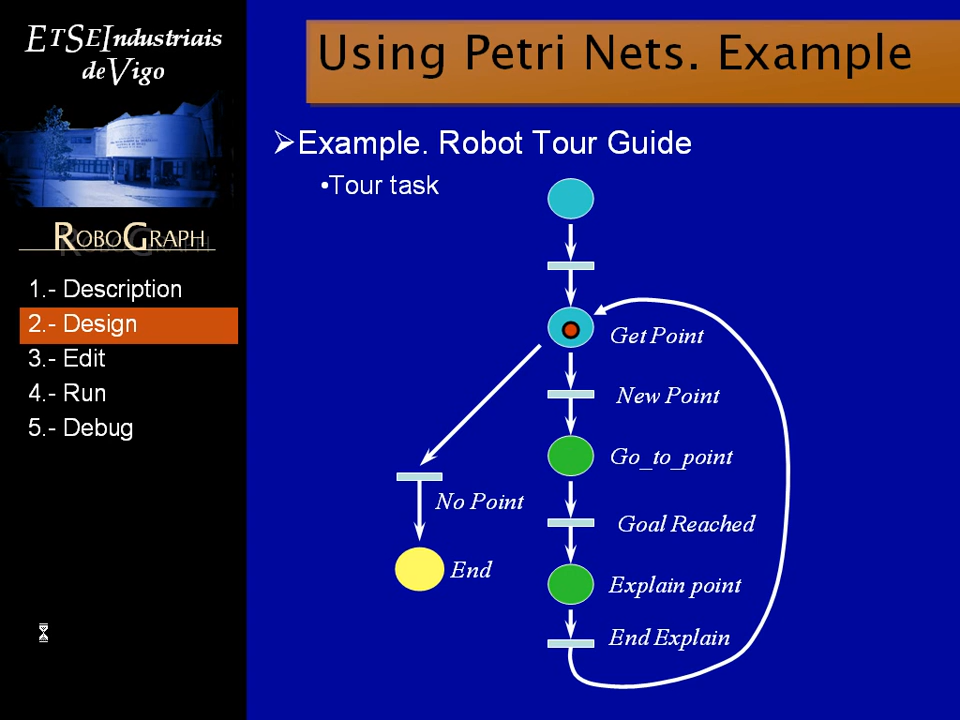 ETSEIndustriais
deVigo
ROBOGRAPH
1.- Description
2.- Design
3.- Edit
4.- Run
5.- Debug
Using Petri Nets. Example
Example. Robot Tour Guide
•Tour task
Get Point
New Point
Go_to_point
No Point
Goal Reached
End
Explain point
End Explain